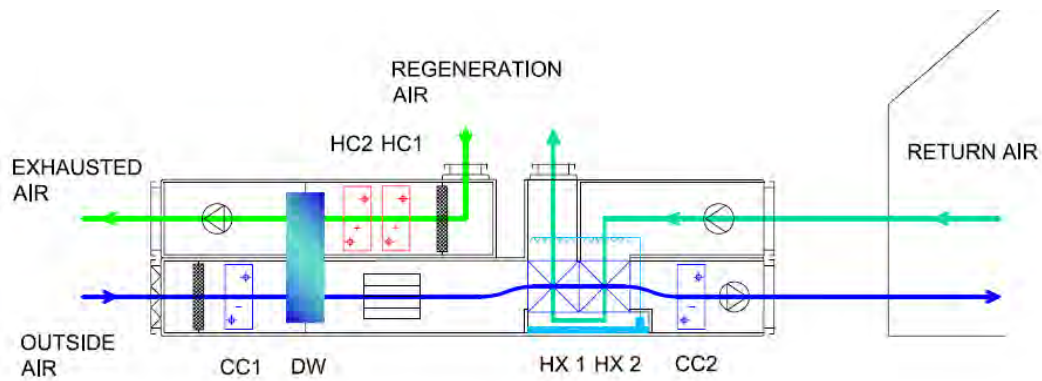 REGENERATION
AIR
HC2 HC1
EXHAUSTED
AIR
RETURN AIR
OUTSIDE
AIR
CC1
DW
HX 1 HX 2
CC2